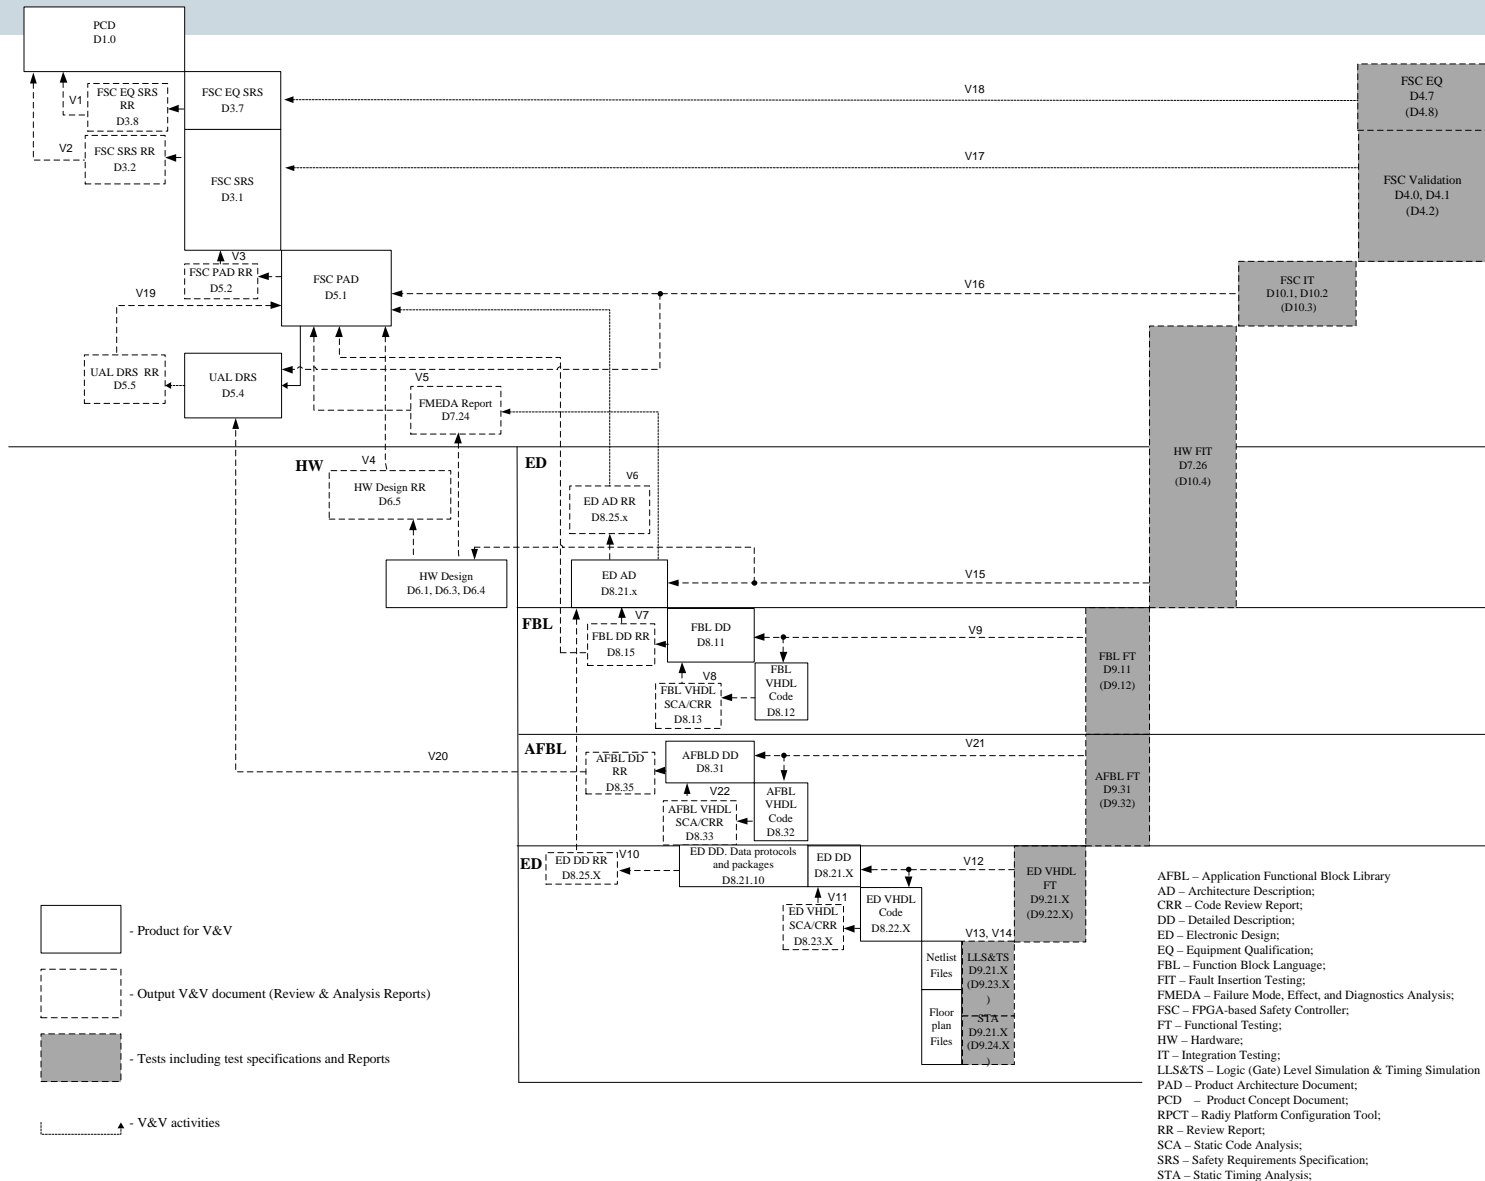 PCD
D1.0
V1
FSC EQ SRS
RR
D3.8
FSC EQ SRS
D3.7
V18
FSC EQ
D4.7
(D4.8)
V2
FSC SRS RR
D3.2
FSC SRS
D3.1
V17
FSC Validation
D4.0, D4.1
(D4.2)
V3
FSC PAD RR
D5.2
FSC PAD
D5.1
V16
FSC IT
D10.1, D10.2
(D10.3)
V19
UAL DRS RR
D5.5
UAL DRS
D5.4
V5
FMEDA Report
D7.24
HW
V4
HW Design RR
D6.5
HW Design
D6.1, D6.3, D6.4
ED
V6
ED AD RR
D8.25.x
ED AD
D8.21.x
V15
HW FIT
D7.26
(D10.4)
FBL
V7
FBL DD RR
D8.15
FBL DD
D8.11
V9
V8
FBL VHDL
SCA/CRR
D8.13
FBL
VHDL
Code
D8.12
FBL FT
D9.11
(D9.12)
AFBL
V20
AFBL DD
RR
D8.35
AFBLD DD
D8.31
V21
V22
AFBL VHDL
SCA/CRR
D8.33
AFBL
VHDL
Code
D8.32
AFBL FT
D9.31
(D9.32)
ED
ED DD RR
D8.25.X
V10
ED DD. Data protocols
and packages
D8.21.10
ED DD
D8.21.X
V12
ED VHDL
FT
D9.21.X
(D9.22.X)
V11
ED VHDL
SCA/CRR
D8.23.X
ED VHDL
Code
D8.22.X
V13, V14
Netlist
Files
LLS&TS
D9.21.X
(D9.23.X
)
Floor
plan
Files
STA
D9.21.X
(D9.24.X
)
- Product for V&V
- Output V&V document (Review & Analysis Reports)
- Tests including test specifications and Reports
- V&V activities
AFBL – Application Functional Block Library
AD – Architecture Description;
CRR – Code Review Report;
DD – Detailed Description;
ED – Electronic Design;
EQ – Equipment Qualification;
FBL – Function Block Language;
FIT – Fault Insertion Testing;
FMEDA – Failure Mode, Effect, and Diagnostics Analysis;
FSC – FPGA-based Safety Controller;
FT – Functional Testing;
HW – Hardware;
IT – Integration Testing;
LLS&TS – Logic (Gate) Level Simulation & Timing Simulation
PAD – Product Architecture Document;
PCD – Product Concept Document;
RPCT – Radiy Platform Configuration Tool;
RR – Review Report;
SCA – Static Code Analysis;
SRS – Safety Requirements Specification;
STA – Static Timing Analysis;